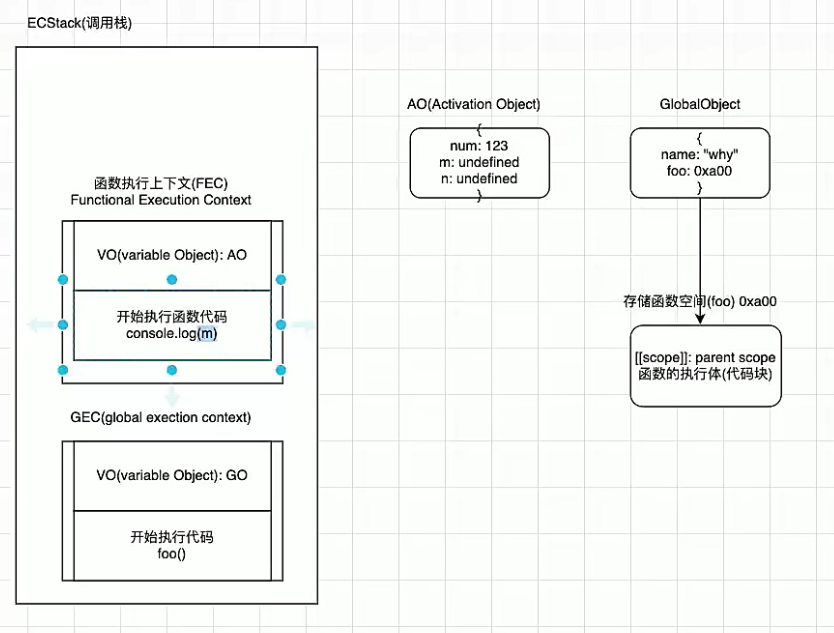 ECStack(调用栈)
AO(Activation Object)
{
num: 123
m: undefined
n: undefined
}
GlobalObject
{
name: "why"
foo: 0xa00
}
函数执行上下文(FEC)
Functional Execution Context
VO(variable Object): AO
开始执行函数代码
console.log(m)
存储函数空间(foo) 0xa00
[[scope]]: parent scope
函数的执行体(代码块)
GEC(global exection context)
VO(variable Object): GO
开始执行代码
foo()